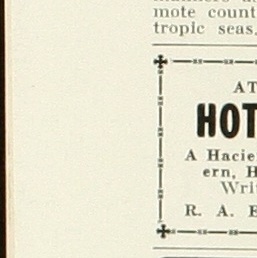 mote count
tropic seas,
AT
HOT
A Hacie
ern, H
Writ
R. A. E